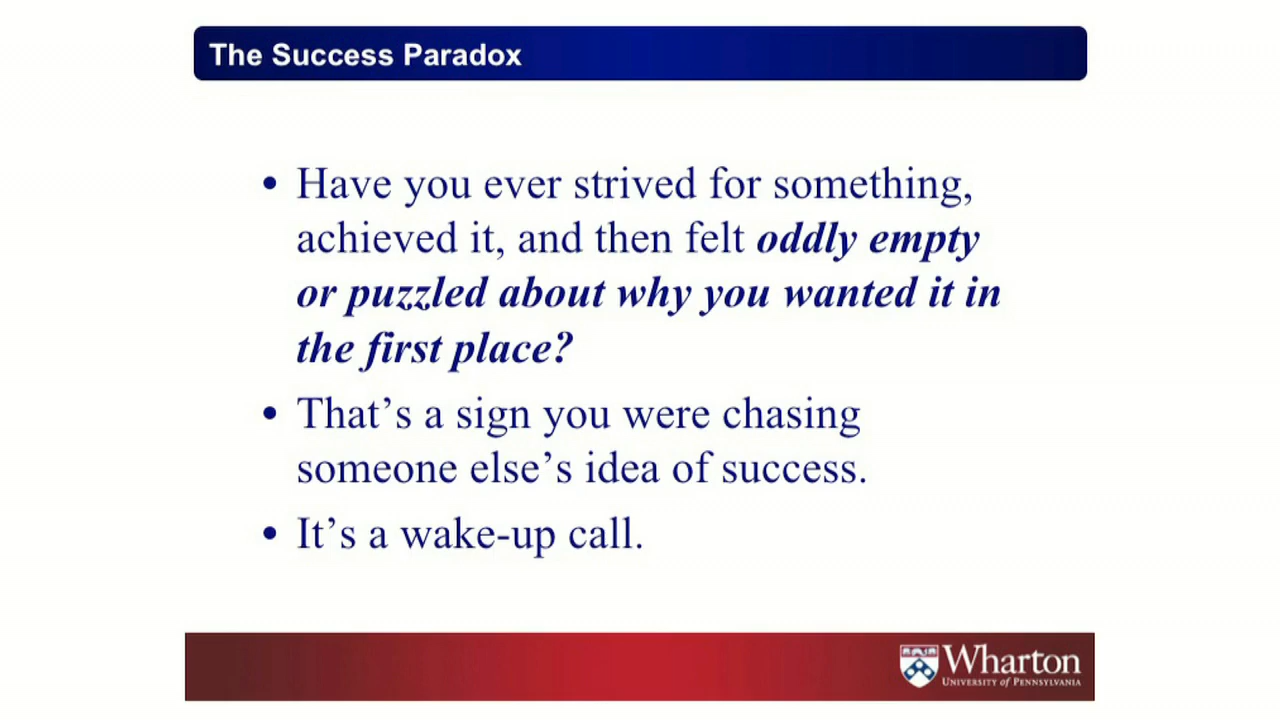 The Success Paradox
• Have you ever strived for something,
achieved it, and then felt oddly empty
or puzzled about why you wanted it in
the first place?
• That’s a sign you were chasing
someone else’s idea of success.
• It’s a wake-up call.
Wharton
UNIVERSITY of PENNSYLVANIA